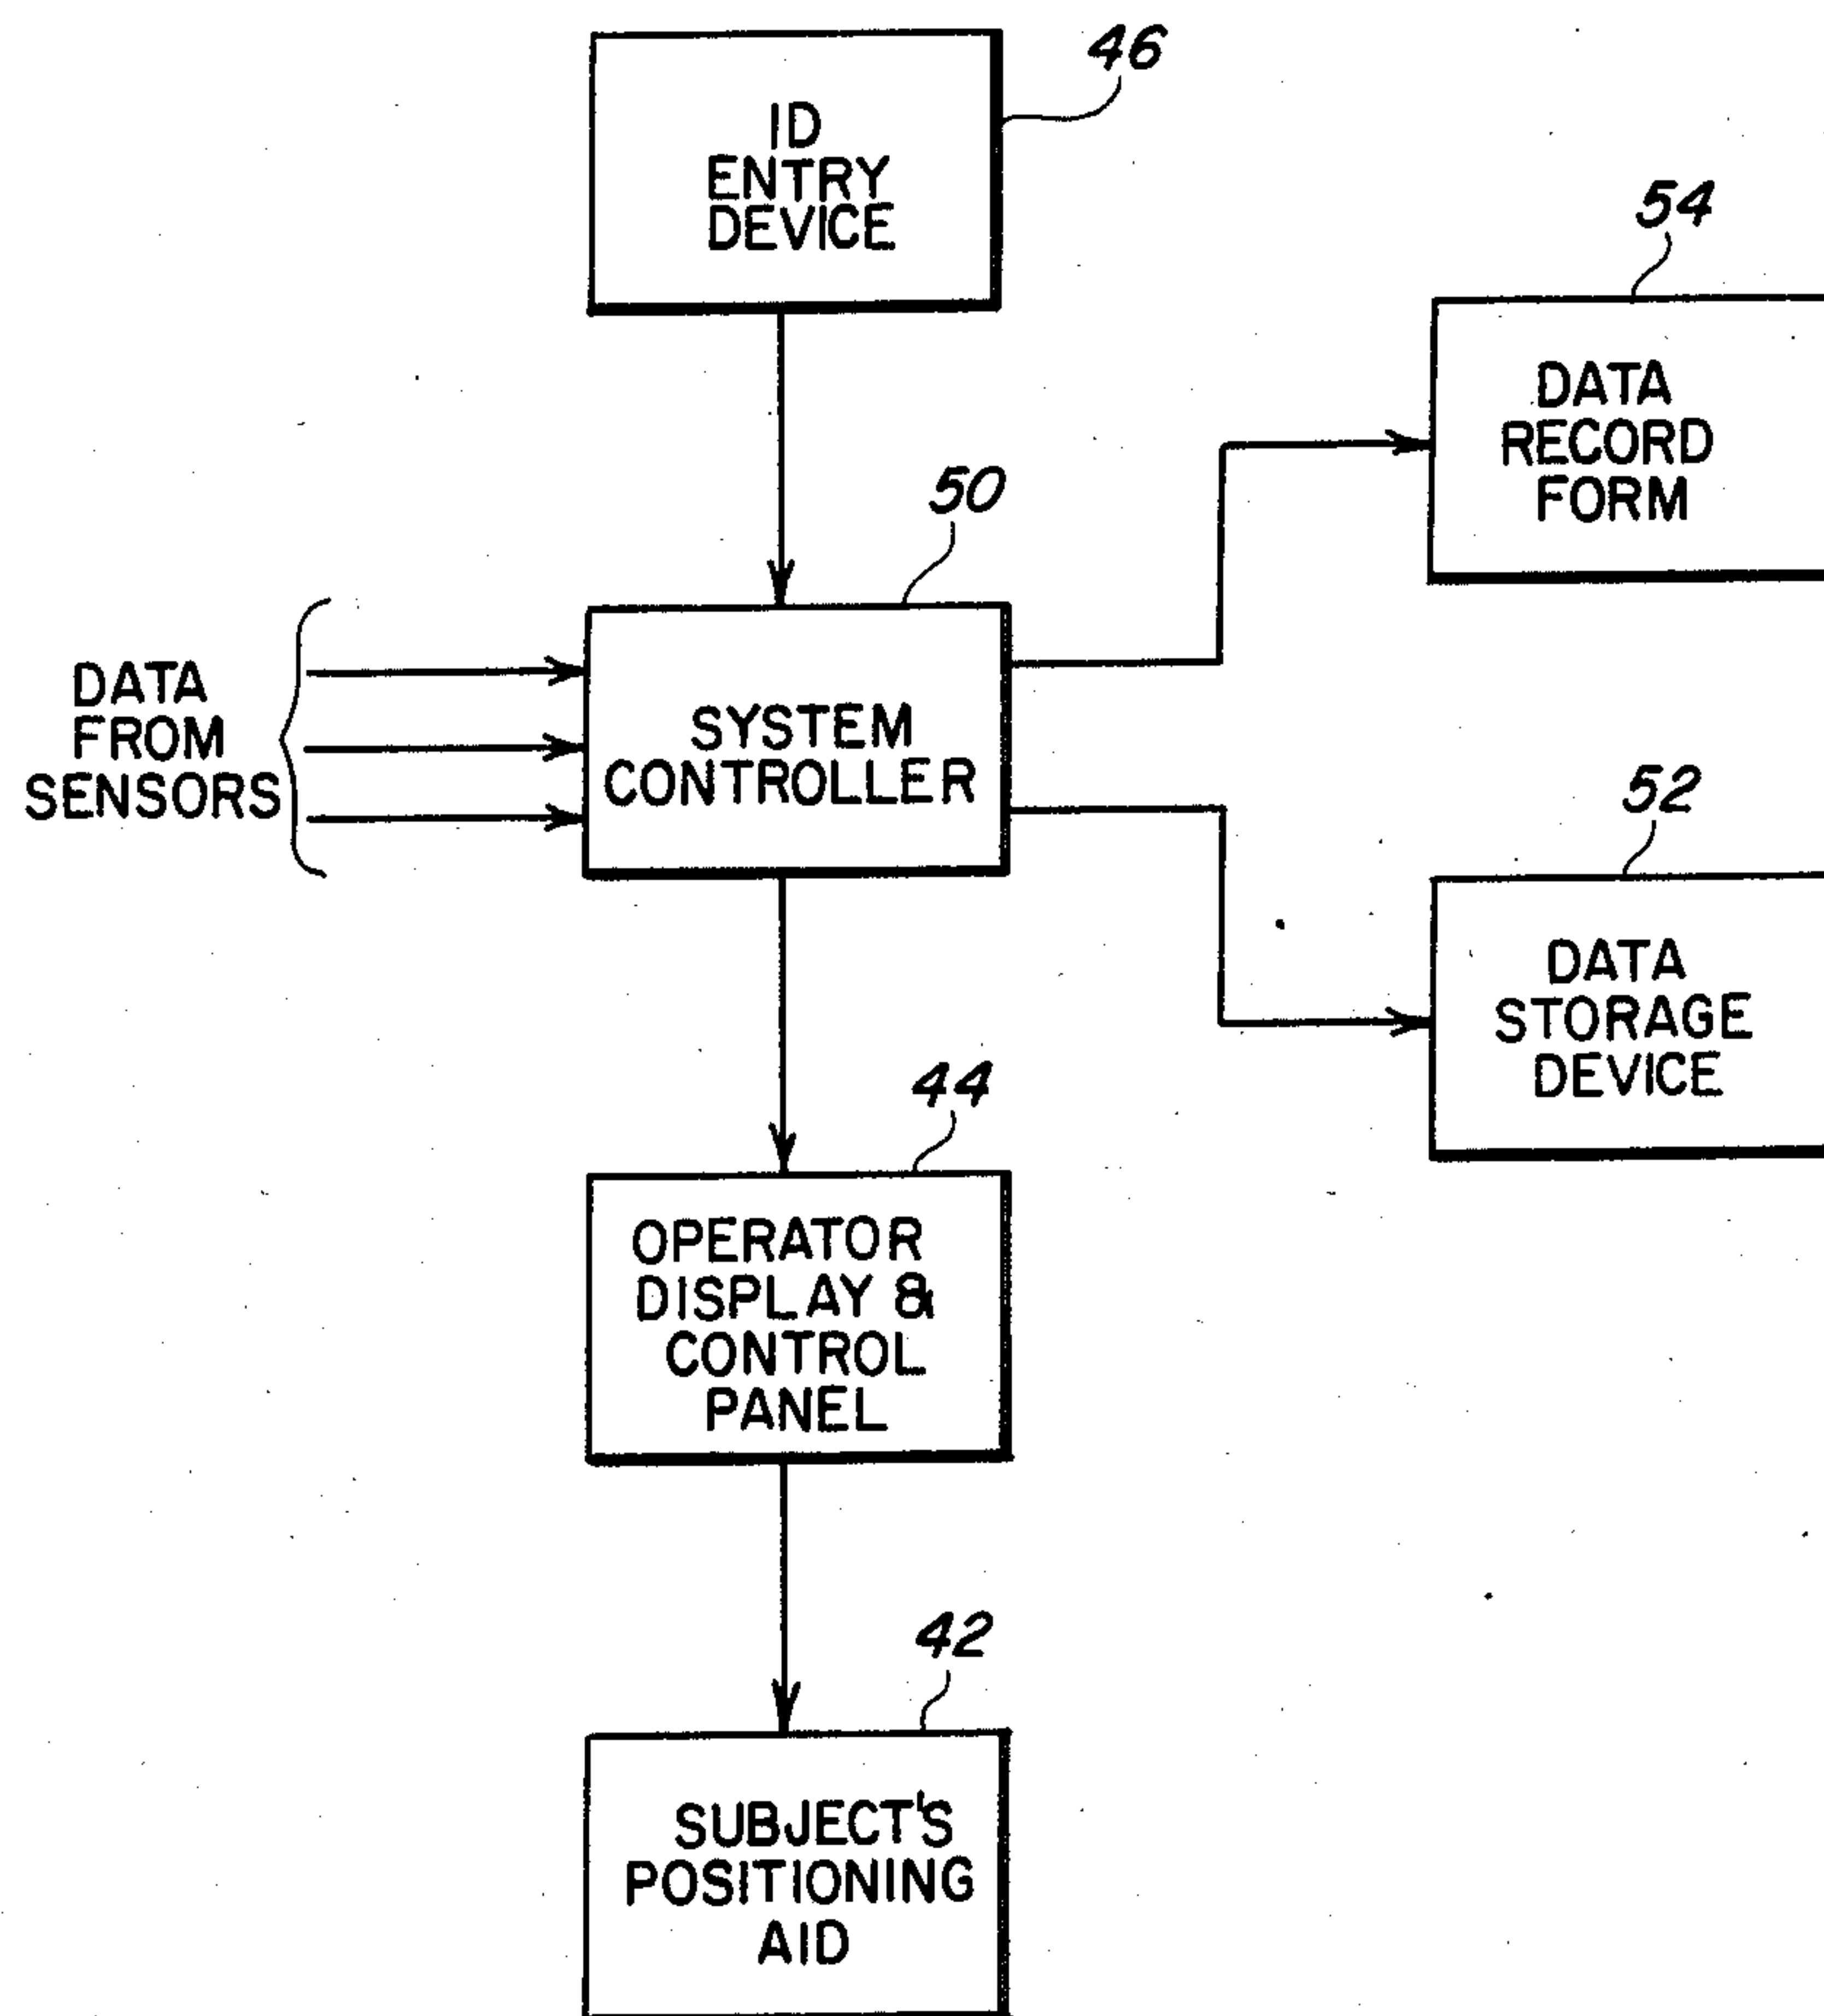 46
ID
ENTRY
DEVICE
54
DATA
RECORD
FORM
50
DATA
FROM
SENSORS
SYSTEM
CONTROLLER
52
DATA
STORAGE
DEVICE
44
OPERATOR
DISPLAY &
CONTROL
PANEL
42
SUBJECT'S
POSITIONING
AID